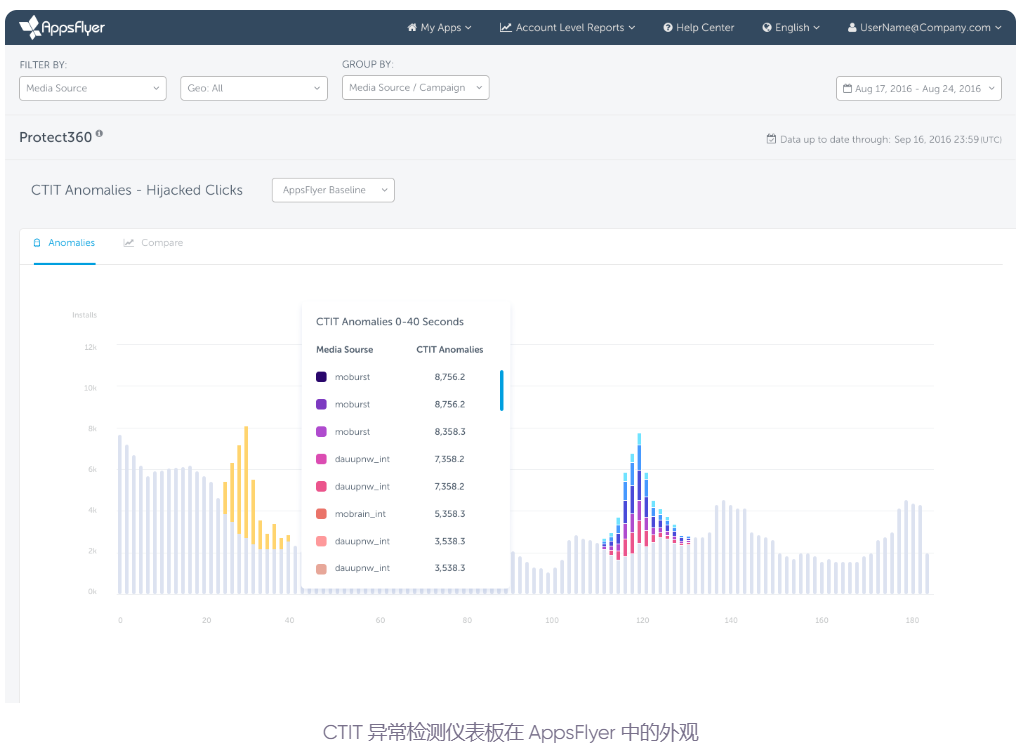 AppsFlyer My Apps Account Level Reports Help Center English UserName@Company.com
FILTER BY: GROUP BY:
Media Source Geo: All Media Source / Campaign Aug 17, 2016 - Aug 24, 2016
Protect360 Data up to date through: Sep 16, 2016 23:59 (UTC)
CTIT Anomalies - Hijacked Clicks AppsFlyer Baseline
Anomalies Compare
Installs
12k
10k
8k
6k
4k
2k
0k
CTIT Anomalies 0-40 Seconds
Media Sourse CTIT Anomalies
moburst 8,756.2
moburst 8,756.2
moburst 8,358.3
dauupnw_int 7,358.2
dauupnw_int 7,358.2
mobrain_int 5,358.3
dauupnw_int 3,538.3
dauupnw_int 3,538.3
0 20 40 60 80 100 120 140 160 180
CTIT 异常检测仪表板在 AppsFlyer 中的外观